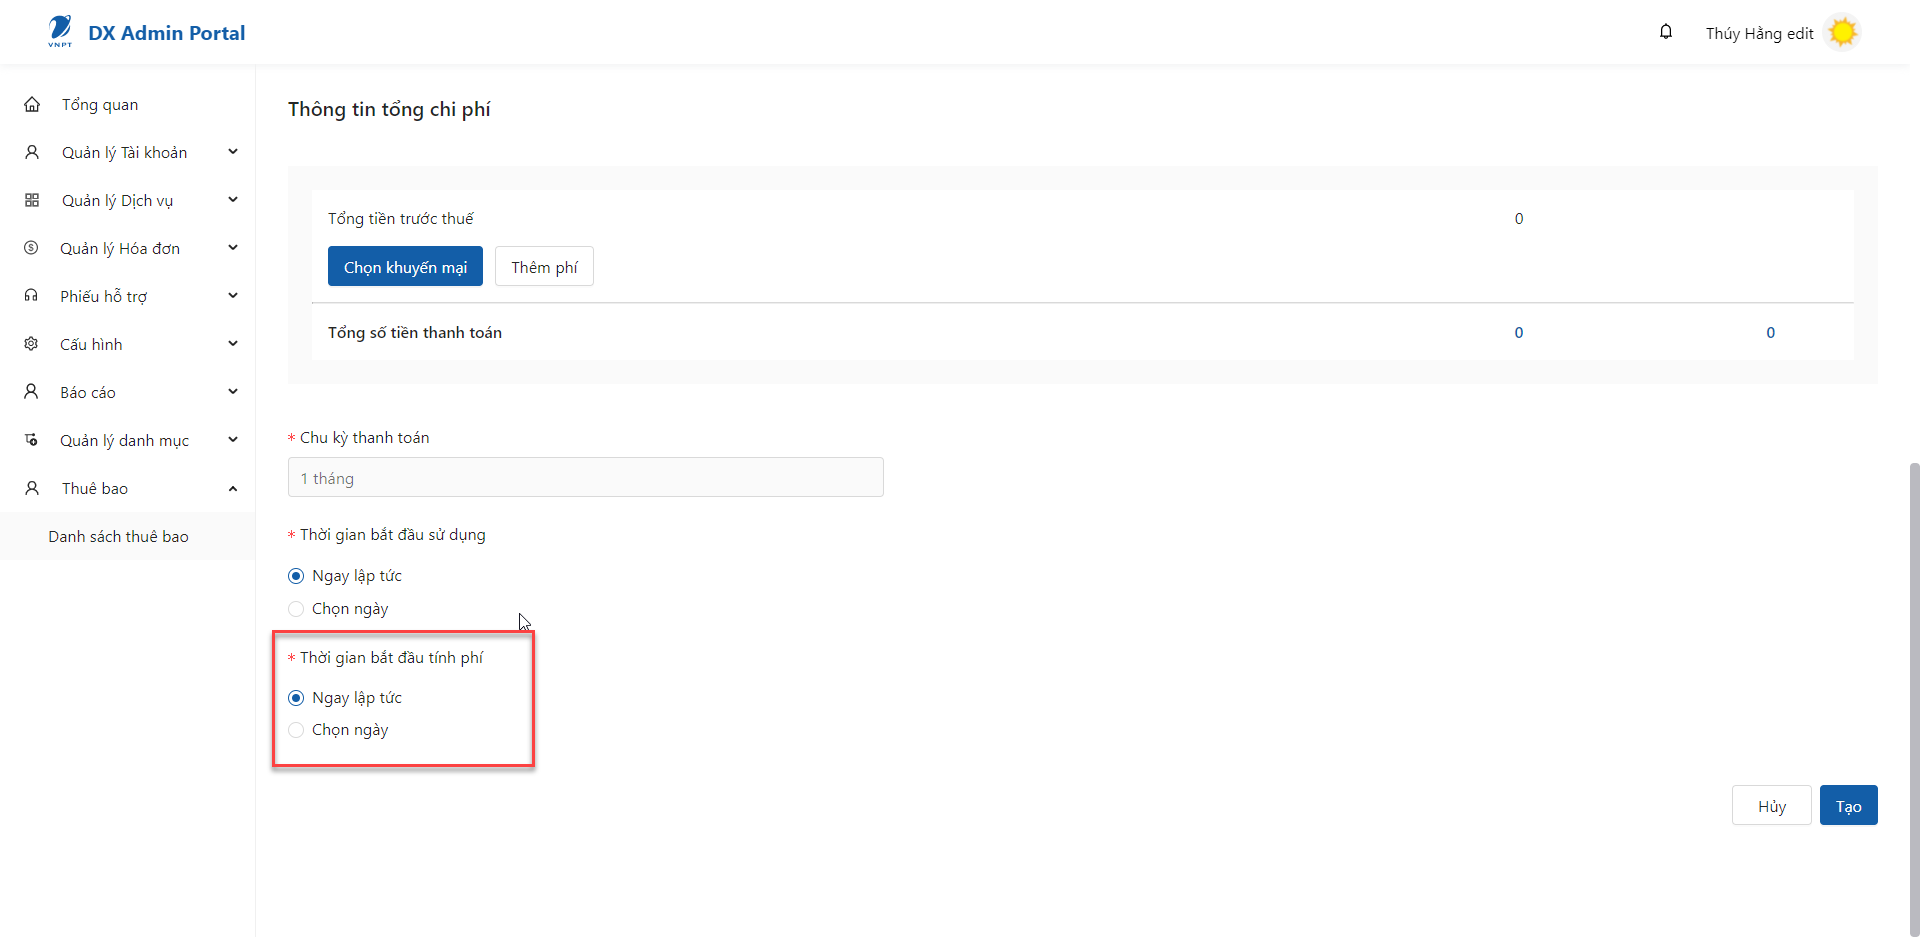 VNPT
DX Admin Portal
Thúy Hằng edit
Tổng quan
Quản lý Tài khoản
Quản lý Dịch vụ
Quản lý Hóa đơn
Phiếu hỗ trợ
Cấu hình
Báo cáo
Quản lý danh mục
Thuê bao
Danh sách thuê bao
Thông tin tổng chi phí
Tổng tiền trước thuế 0
Chọn khuyến mại Thêm phí
Tổng số tiền thanh toán 0 0
* Chu kỳ thanh toán
1 tháng
* Thời gian bắt đầu sử dụng
Ngay lập tức
Chọn ngày
* Thời gian bắt đầu tính phí
Ngay lập tức
Chọn ngày
Hủy Tạo